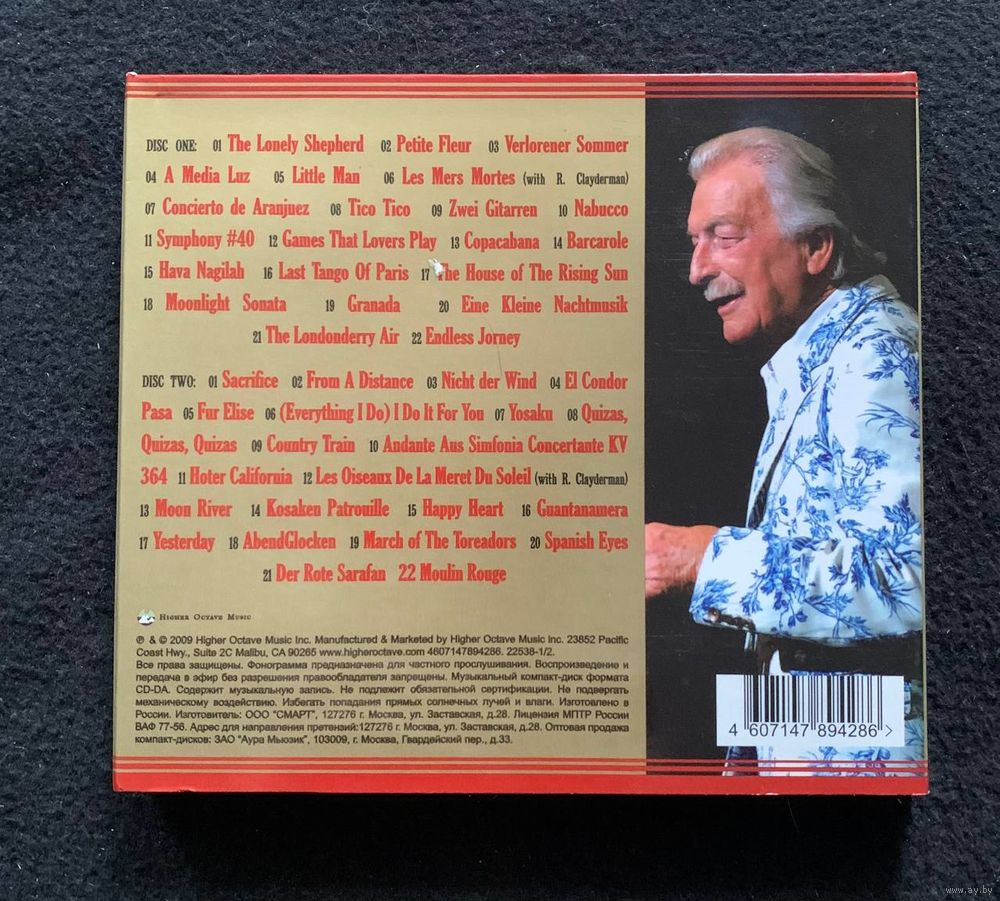 DISC ONE: 01 The Lonely Shepherd 02 Petite Fleur 03 Verlorener Sommer
04 A Media Luz 05 Little Man 06 Les Mers Mortes (with R. Clayderman)
07 Concierto de Aranjuez 08 Tico Tico 09 Zwei Gitarren 10 Nabucco
11 Symphony #40 12 Games That Lovers Play 13 Copacabana 14 Barcarole
15 Hava Nagilah 16 Last Tango Of Paris 17 The House of The Rising Sun
18 Moonlight Sonata 19 Granada 20 Eine Kleine Nachtmusik
21 The Londonderry Air 22 Endless Jorney
DISC TWO: 01 Sacrifice 02 From A Distance 03 Nicht der Wind 04 El Condor
Pasa 05 Fur Elise 06 (Everything I Do) I Do It For You 07 Yosaku 08 Quizas,
Quizas, Quizas 09 Country Train 10 Andante Aus Simfonia Concertante KV
364 11 Hoter California 12 Les Oiseaux De La Meret Du Soleil (with R. Clayderman)
13 Moon River 14 Kosaken Patrouille 15 Happy Heart 16 Guantanamera
17 Yesterday 18 AbendGlocken 19 March of The Toreadors 20 Spanish Eyes
21 Der Rote Sarafan 22 Moulin Rouge
Higher Octave Music
℗ & © 2009 Higher Octave Music Inc. Manufactured & Marketed by Higher Octave Music Inc. 23852 Pacific
Coast Hwy., Suite 2C Malibu, CA 90265 www.higheroctave.com 4607147894286. 22538-1/2.
Все права защищены. Фонограмма предназначена для частного прослушивания. Воспроизведение и
передача в эфир без разрешения правообладателя запрещены. Музыкальный компакт-диск формата
CD-DA. Содержит музыкальную запись. Не подлежит обязательной сертификации. Не подвергать
механическому воздействию. Избегать попадания прямых солнечных лучей и влаги. Изготовлено в
России. Изготовитель: ООО "СМАРТ", 127276 г. Москва, ул. Заставская, д.28. Лицензия МПТР России
ВАФ 77-56. Адрес для направления претензий:127276 г. Москва, ул. Заставская, д.28. Оптовая продажа
компакт-дисков: ЗАО "Аура Мьюзик", 103009, г. Москва, Гвардейский пер., д.33.
4 607147 894286 >
www.ay.by